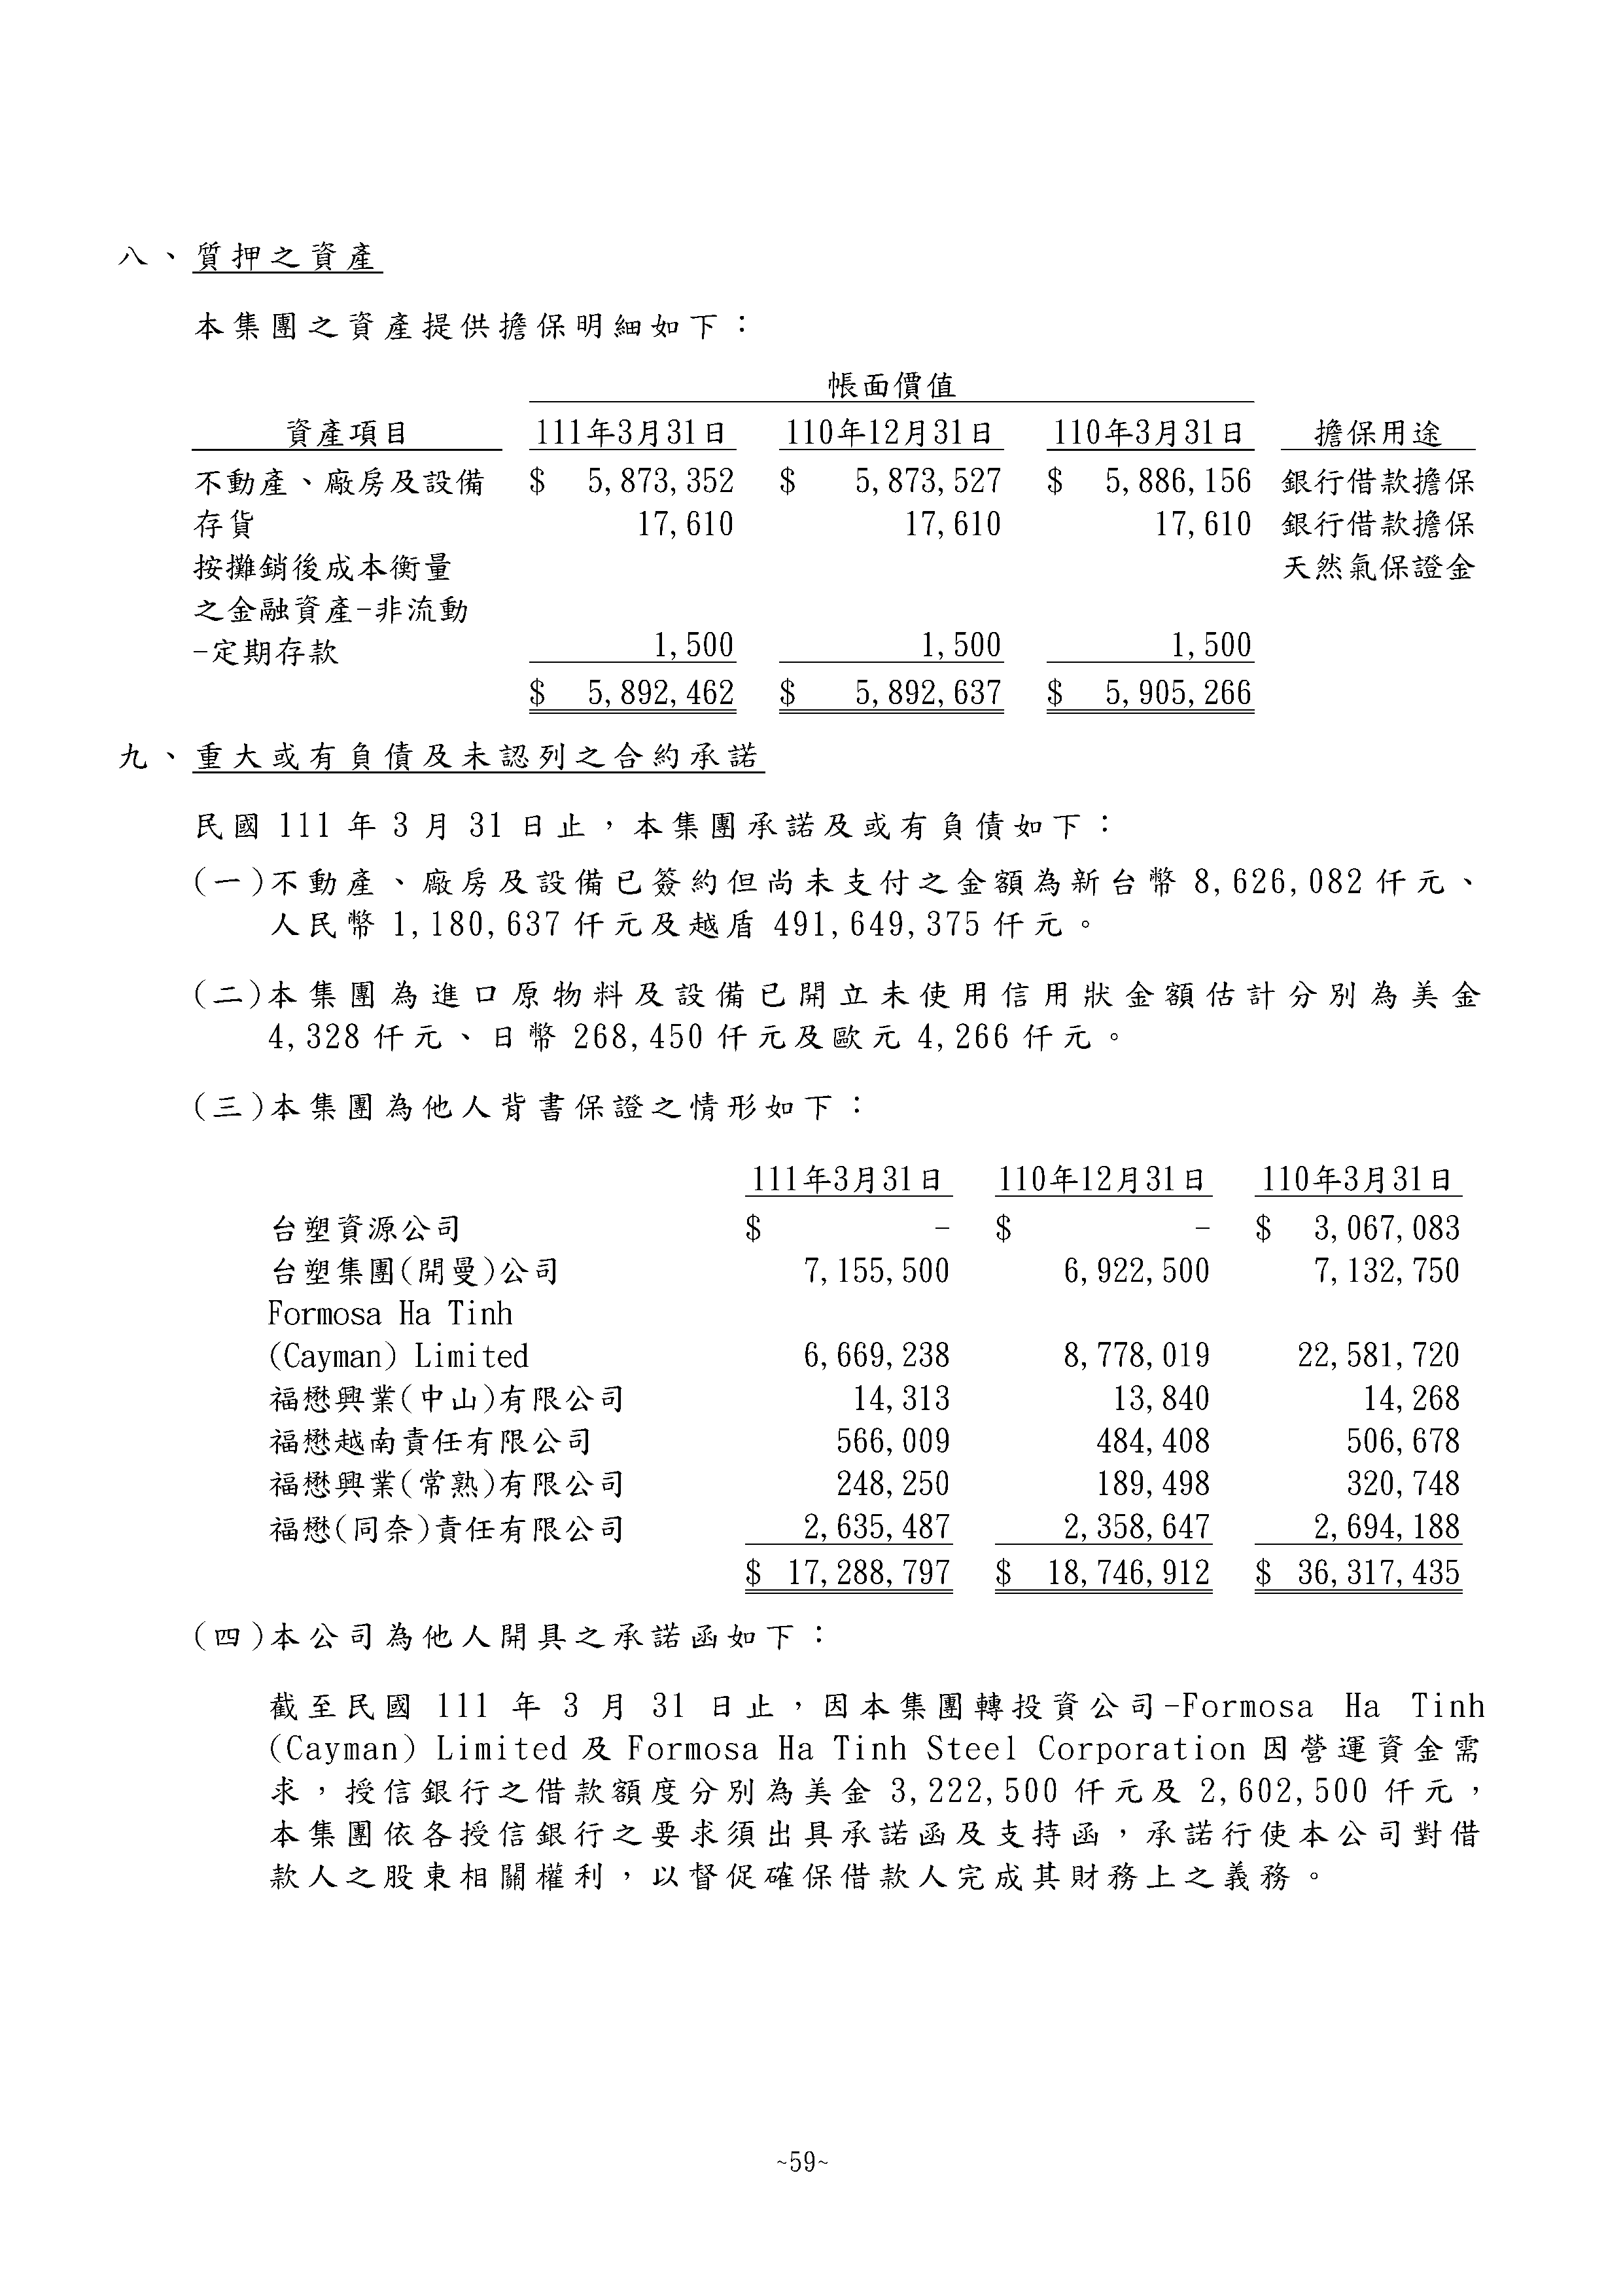 八、質押之資產
本集團之資產提供擔保明細如下：
帳面價值
資產項目 111年3月31日 110年12月31日 110年3月31日 擔保用途
不動產、廠房及設備 $ 5,873,352 $ 5,873,527 $ 5,886,156 銀行借款擔保
存貨 17,610 17,610 17,610 銀行借款擔保
按攤銷後成本衡量 天然氣保證金
之金融資產-非流動
-定期存款 1,500 1,500 1,500
$ 5,892,462 $ 5,892,637 $ 5,905,266
九、重大或有負債及未認列之合約承諾
民國 111 年 3 月 31 日止，本集團承諾及或有負債如下：
(一)不動產、廠房及設備已簽約但尚未支付之金額為新台幣 8,626,082 仟元、
人民幣 1,180,637 仟元及越盾 491,649,375 仟元。
(二)本集團為進口原物料及設備已開立未使用信用狀金額估計分別為美金
4,328 仟元、日幣 268,450 仟元及歐元 4,266 仟元。
(三)本集團為他人背書保證之情形如下：
111年3月31日 110年12月31日 110年3月31日
台塑資源公司 $ - $ - $ 3,067,083
台塑集團(開曼)公司 7,155,500 6,922,500 7,132,750
Formosa Ha Tinh
(Cayman) Limited 6,669,238 8,778,019 22,581,720
福懋興業(中山)有限公司 14,313 13,840 14,268
福懋越南責任有限公司 566,009 484,408 506,678
福懋興業(常熟)有限公司 248,250 189,498 320,748
福懋(同奈)責任有限公司 2,635,487 2,358,647 2,694,188
$ 17,288,797 $ 18,746,912 $ 36,317,435
(四)本公司為他人開具之承諾函如下：
截至民國 111 年 3 月 31 日止，因本集團轉投資公司-Formosa Ha Tinh
(Cayman) Limited 及 Formosa Ha Tinh Steel Corporation 因營運資金需
求，授信銀行之借款額度分別為美金 3,222,500 仟元及 2,602,500 仟元，
本集團依各授信銀行之要求須出具承諾函及支持函，承諾行使本公司對借
款人之股東相關權利，以督促確保借款人完成其財務上之義務。
~59~